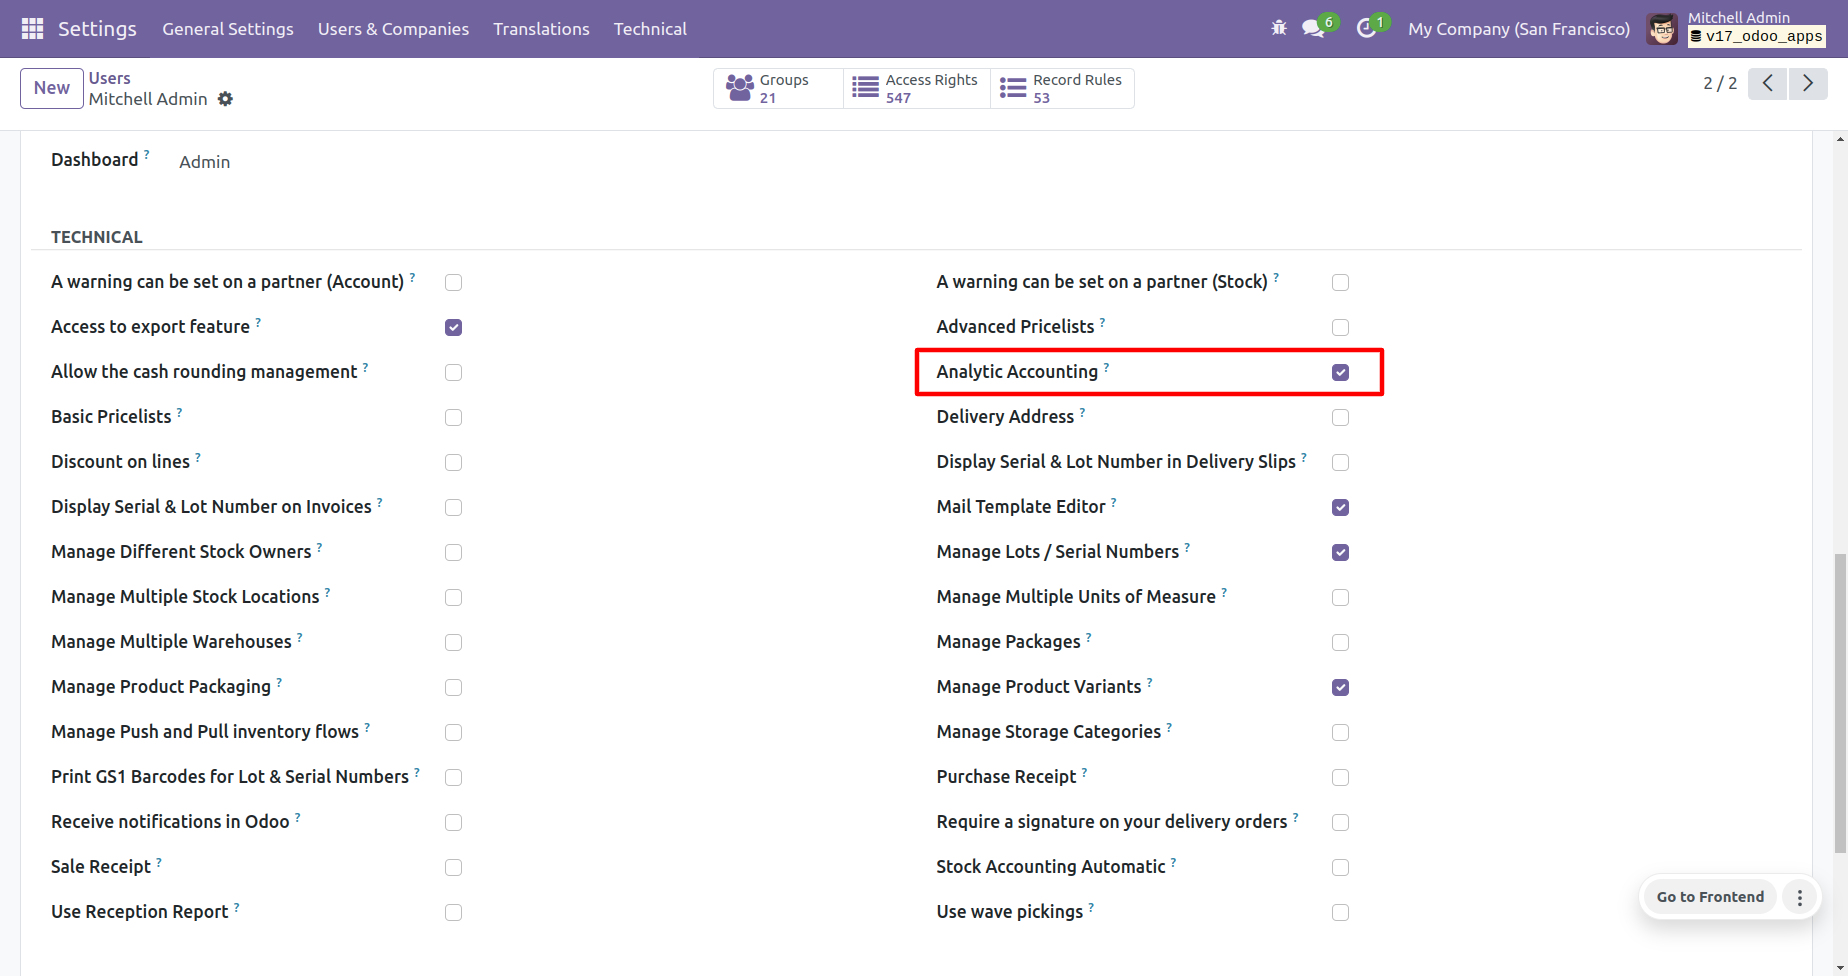 Settings General Settings Users & Companies Translations Technical 6 1 My Company (San Francisco) Mitchell Admin
v17_odoo_apps
New Users
Mitchell Admin
Groups
21
Access Rights
547
Record Rules
53
2 / 2
Dashboard ? Admin
TECHNICAL
A warning can be set on a partner (Account) ?
A warning can be set on a partner (Stock) ?
Access to export feature ?
Advanced Pricelists ?
Allow the cash rounding management ?
Analytic Accounting ?
Basic Pricelists ?
Delivery Address ?
Discount on lines ?
Display Serial & Lot Number in Delivery Slips ?
Display Serial & Lot Number on Invoices ?
Mail Template Editor ?
Manage Different Stock Owners ?
Manage Lots / Serial Numbers ?
Manage Multiple Stock Locations ?
Manage Multiple Units of Measure ?
Manage Multiple Warehouses ?
Manage Packages ?
Manage Product Packaging ?
Manage Product Variants ?
Manage Push and Pull inventory flows ?
Manage Storage Categories ?
Print GS1 Barcodes for Lot & Serial Numbers ?
Purchase Receipt ?
Receive notifications in Odoo ?
Require a signature on your delivery orders ?
Sale Receipt ?
Stock Accounting Automatic ?
Use Reception Report ?
Use wave pickings ?
Go to Frontend